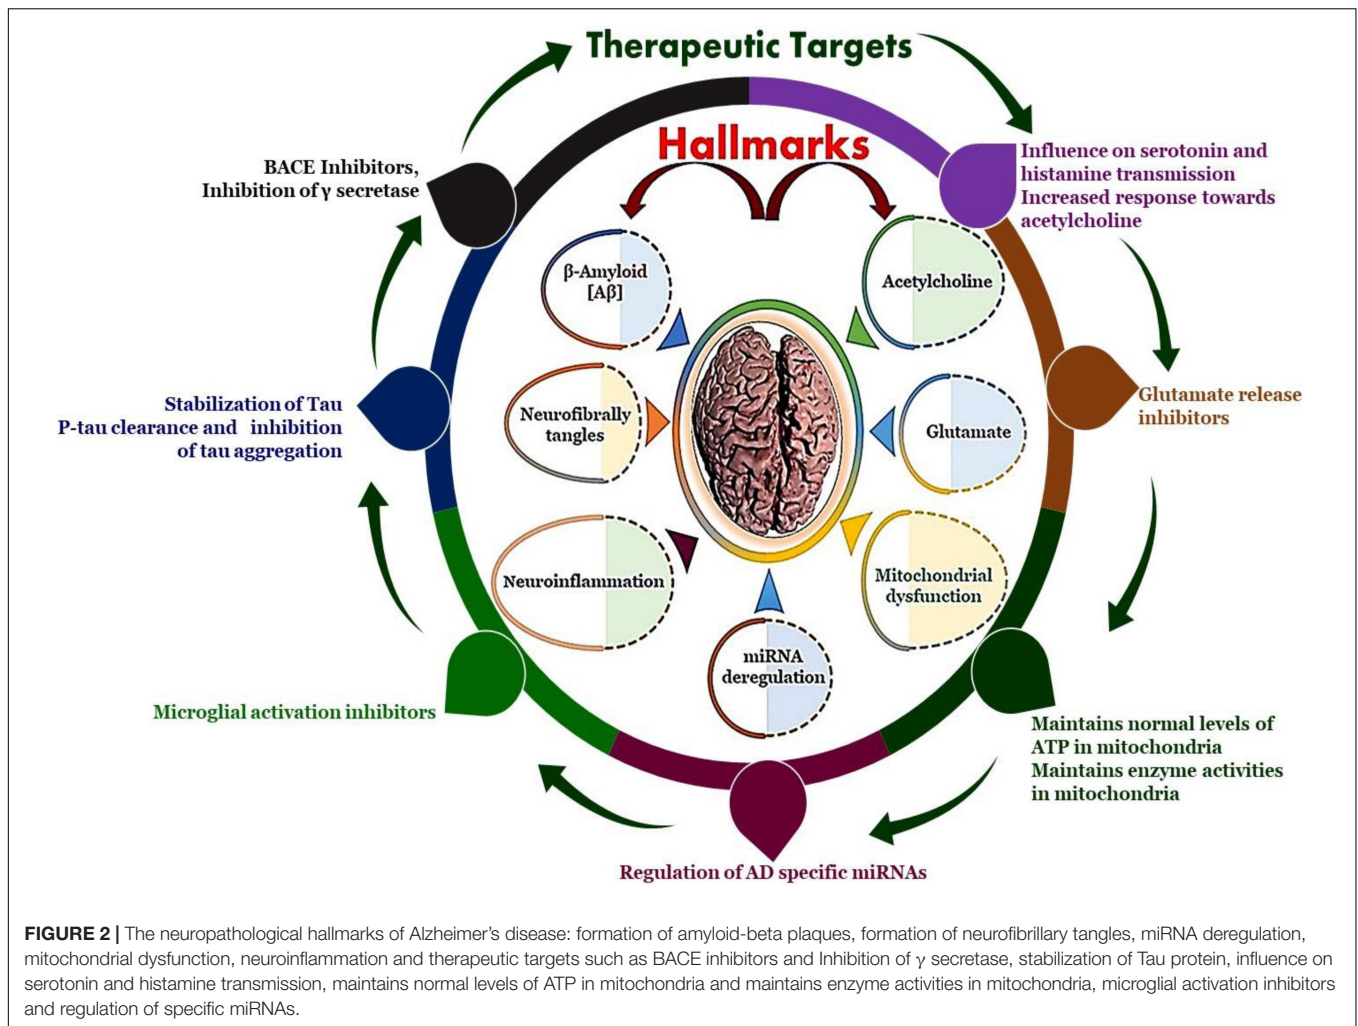 Therapeutic Targets
Hallmarks
BACE Inhibitors,
Inhibition of γ secretase
Influence on serotonin and
histamine transmission
Increased response towards
acetylcholine
β-Amyloid
[Aβ]
Acetylcholine
Stabilization of Tau
P-tau clearance and inhibition
of tau aggregation
Neurofibrally
tangles
Glutamate
Glutamate release
inhibitors
Neuroinflammation
Mitochondrial
dysfunction
miRNA
deregulation
Microglial activation inhibitors
Maintains normal levels of
ATP in mitochondria
Maintains enzyme activities
in mitochondria
Regulation of AD specific miRNAs
FIGURE 2 | The neuropathological hallmarks of Alzheimer's disease: formation of amyloid-beta plaques, formation of neurofibrillary tangles, miRNA deregulation,
mitochondrial dysfunction, neuroinflammation and therapeutic targets such as BACE inhibitors and Inhibition of γ secretase, stabilization of Tau protein, influence on
serotonin and histamine transmission, maintains normal levels of ATP in mitochondria and maintains enzyme activities in mitochondria, microglial activation inhibitors
and regulation of specific miRNAs.